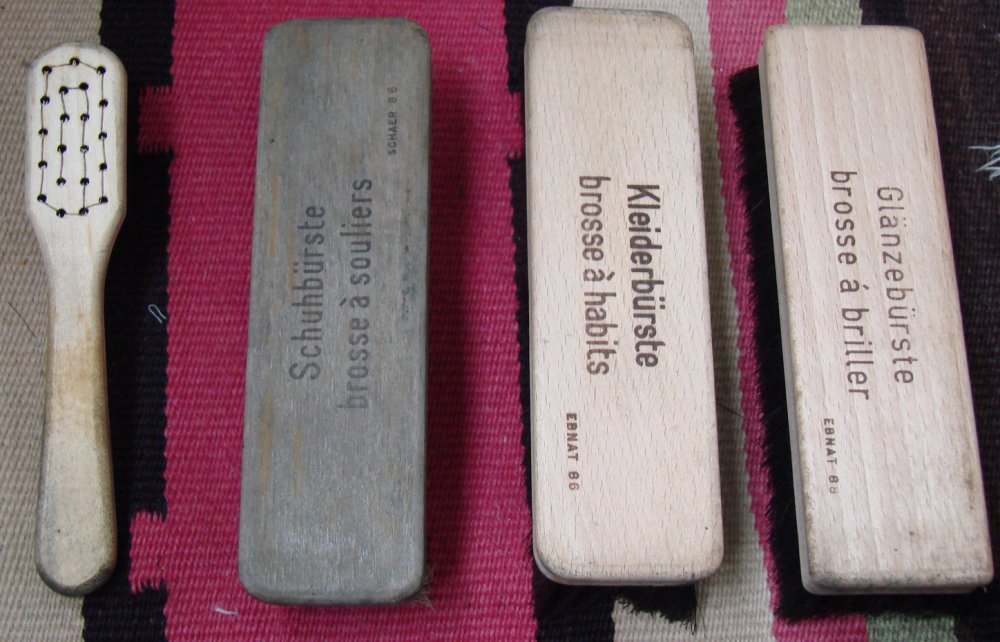 SCHAER 86
Schuhbürste
brosse à souliers
Kleiderbürste
brosse à habits
EBNAT 86
Glänzebürste
brosse á briller
EBNAT 88